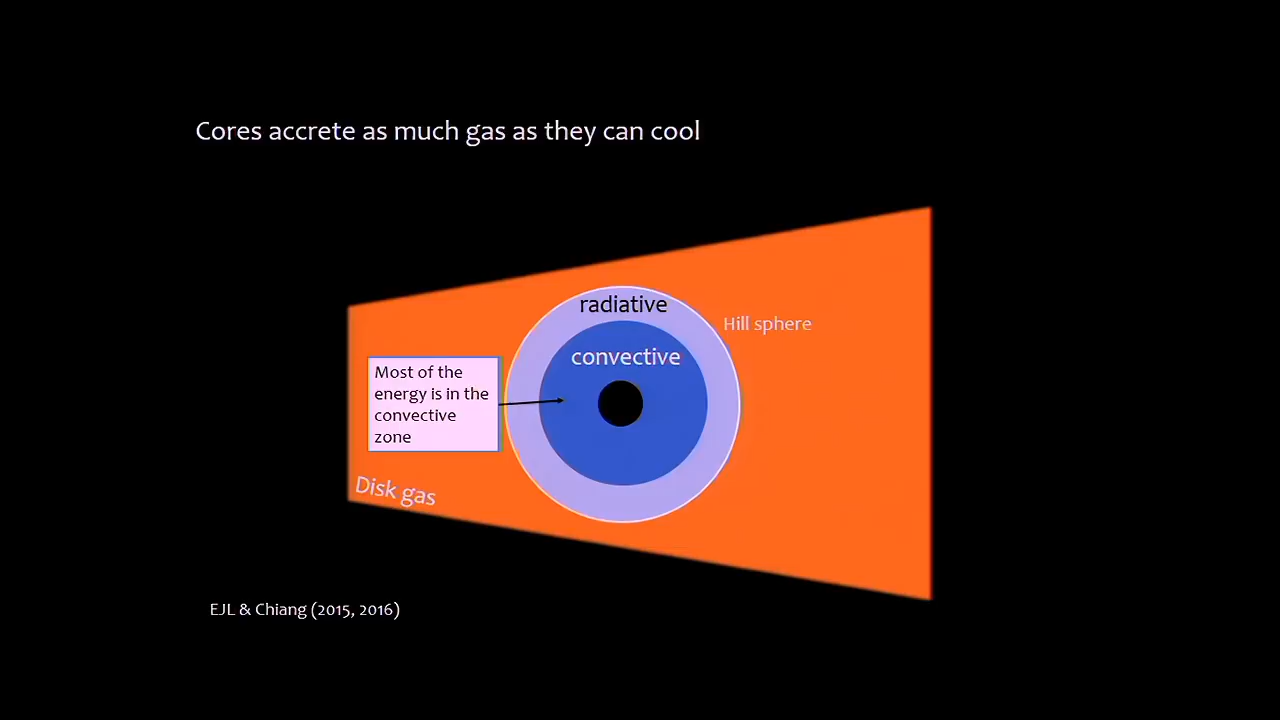 Cores accrete as much gas as they can cool
radiative
Hill sphere
convective
Most of the
energy is in the
convective
zone
Disk gas
EJL & Chiang (2015, 2016)